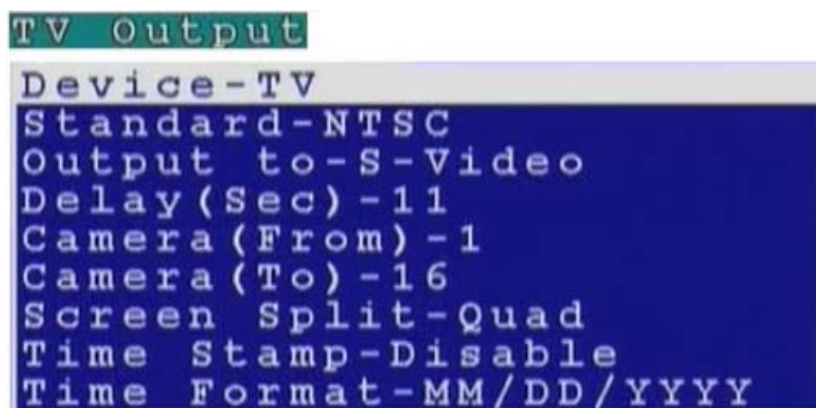 TV Output
Device-TV
Standard-NTSC
Output to-S-Video
Delay(Sec)-11
Camera(From)-1
Camera(To)-16
Screen Split-Quad
Time Stamp-Disable
Time Format-MM/DD/YYYY